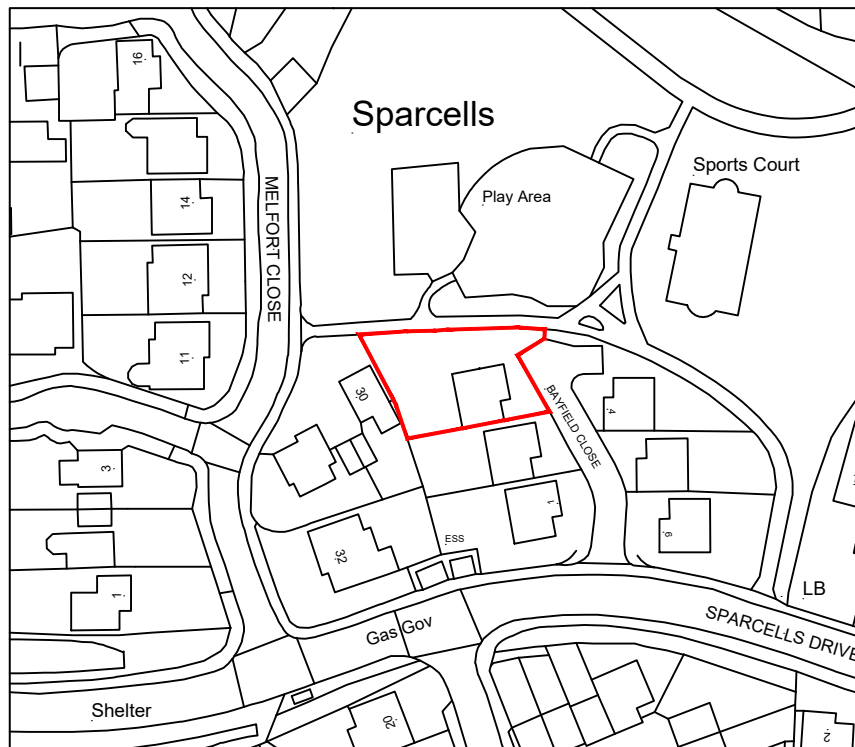 16
Sparcells
Sports Court
Play Area
14
MELFORT CLOSE
12
11
30
4
BAYFIELD CLOSE
3
1
6
ESS
32
1
LB
Gas Gov
SPARCELLS DRIVE
Shelter
20
2